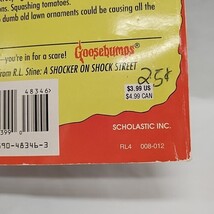 ons. Squashing tomatoes.
dumb old lawn ornaments could be causing all the
—you're in for a scare!
Goosebumps
from R.L. Stine: A SHOCKER ON SHOCK STREET
25¢
$3.99 US
$4.99 CAN
48346
SCHOLASTIC INC.
RL4 008-012
590-48346-3